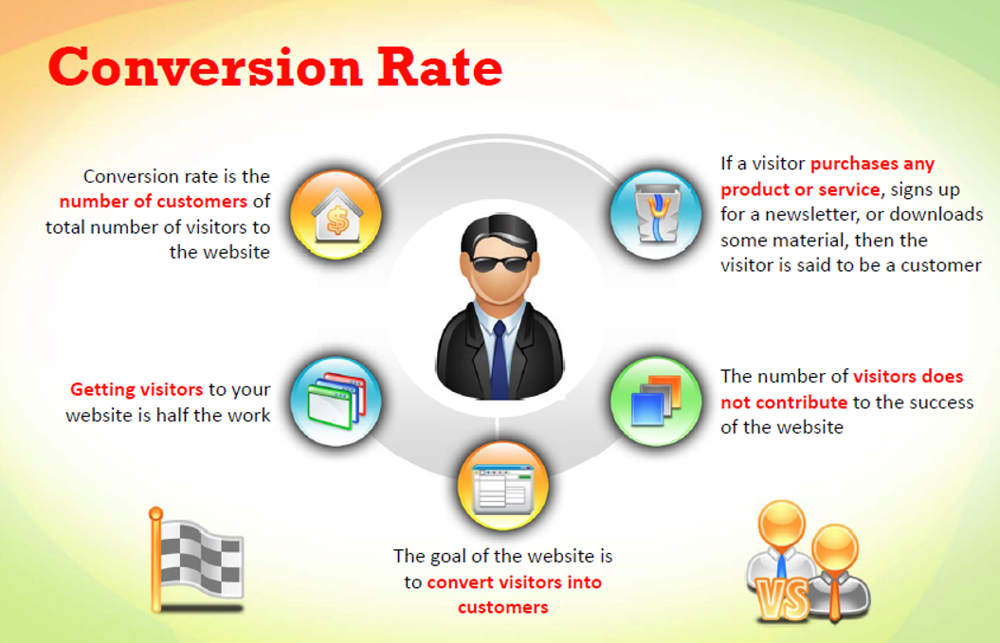 Conversion Rate
Conversion rate is the
number of customers of
total number of visitors to
the website
If a visitor purchases any
product or service, signs up
for a newsletter, or downloads
some material, then the
visitor is said to be a customer
Getting visitors to your
website is half the work
The number of visitors does
not contribute to the success
of the website
The goal of the website is
to convert visitors into
customers
$
VS